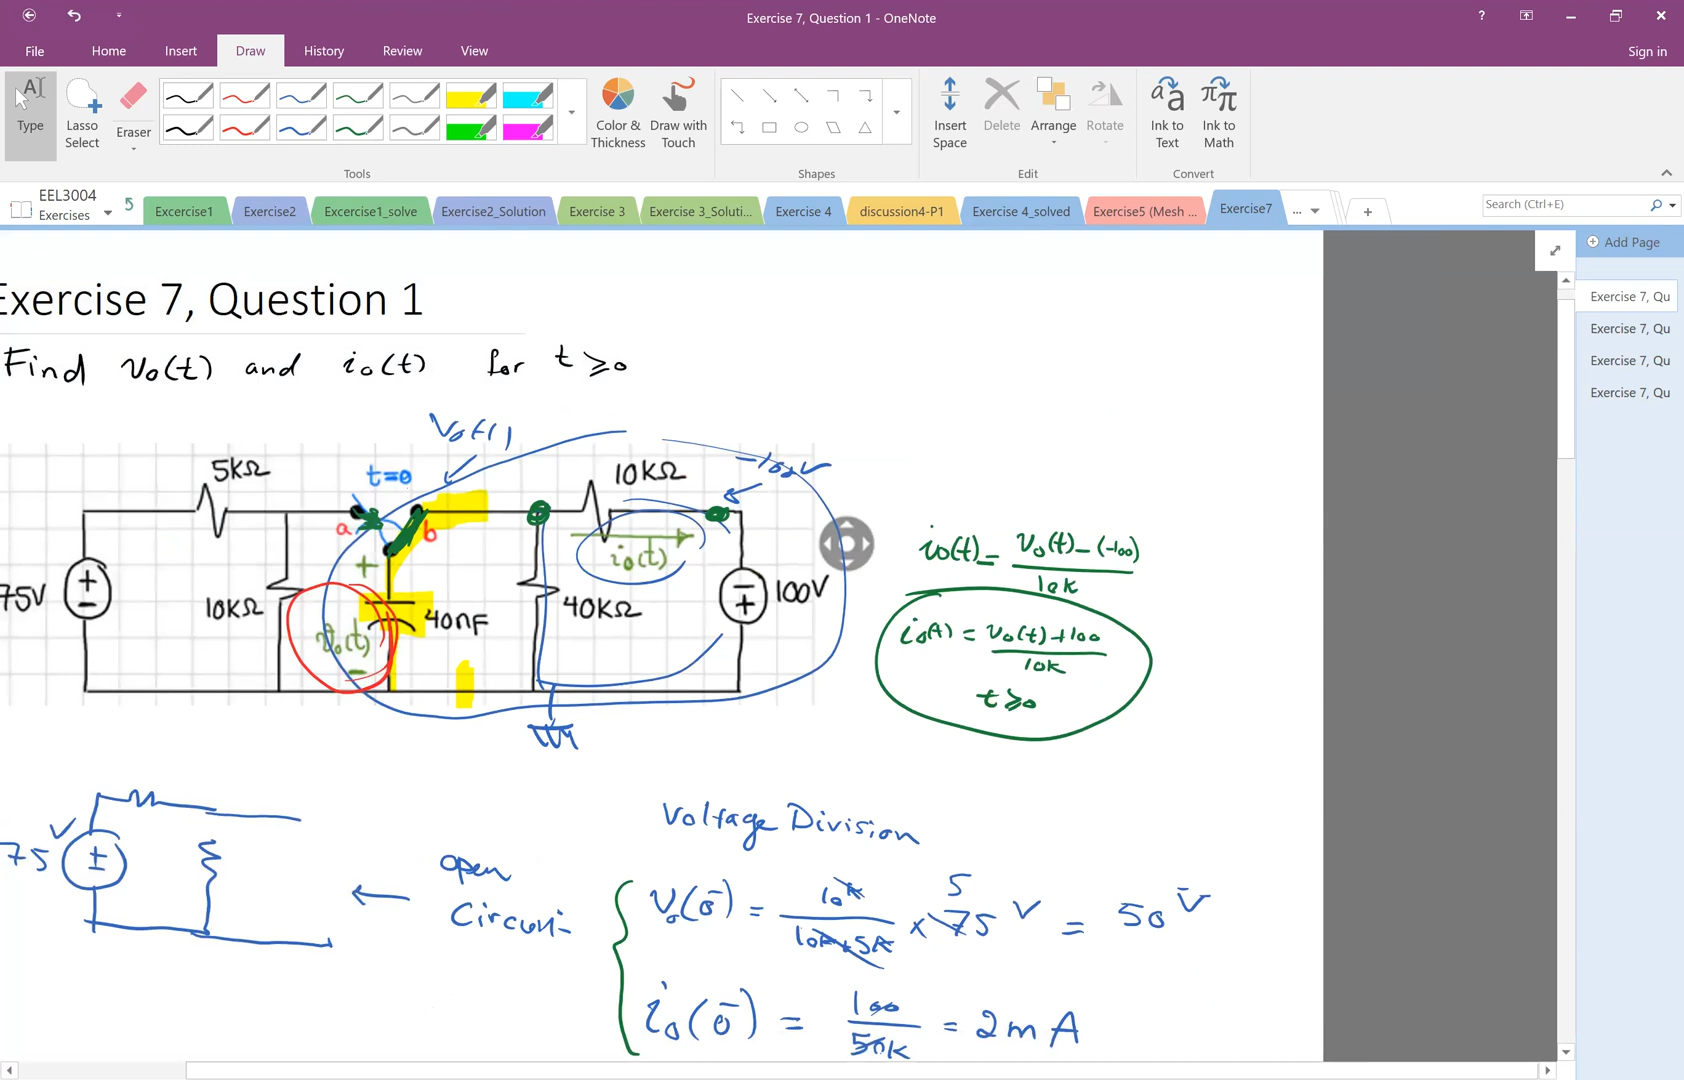 Exercise 7, Question 1 - OneNote
?
File Home Insert Draw History Review View Sign in
Type Lasso Select Eraser Color & Thickness Draw with Touch Insert Space Delete Arrange Rotate Ink to Text Ink to Math
Tools Shapes Edit Convert
EEL3004 Exercises Excercise1 Exercise2 Excercise1_solve Exercise2_Solution Exercise 3 Exercise 3_Soluti... Exercise 4 discussion4-P1 Exercise 4_solved Exercise5 (Mesh ... Exercise7 ... Search (Ctrl+E)
Add Page
Exercise 7, Qu
Exercise 7, Qu
Exercise 7, Qu
Exercise 7, Qu
Exercise 7, Question 1
Find v₀(t) and i₀(t) for t ≥ 0
V₀(t)
5kΩ t=0 10kΩ -100V
a b
+ i₀(t)
75V + - 10kΩ 40nF 40kΩ - + 100V
v₀(t)
-
i₀(t) = V₀(t) - (-100) / 10k
i₀(t) = V₀(t) + 100 / 10k
t ≥ 0
Voltage Division
75 V ±
open
Circuit
V₀(0⁻) = 10k / 10k+5k × 75 V = 50 V
5
i₀(0⁻) = 100 / 50k = 2mA